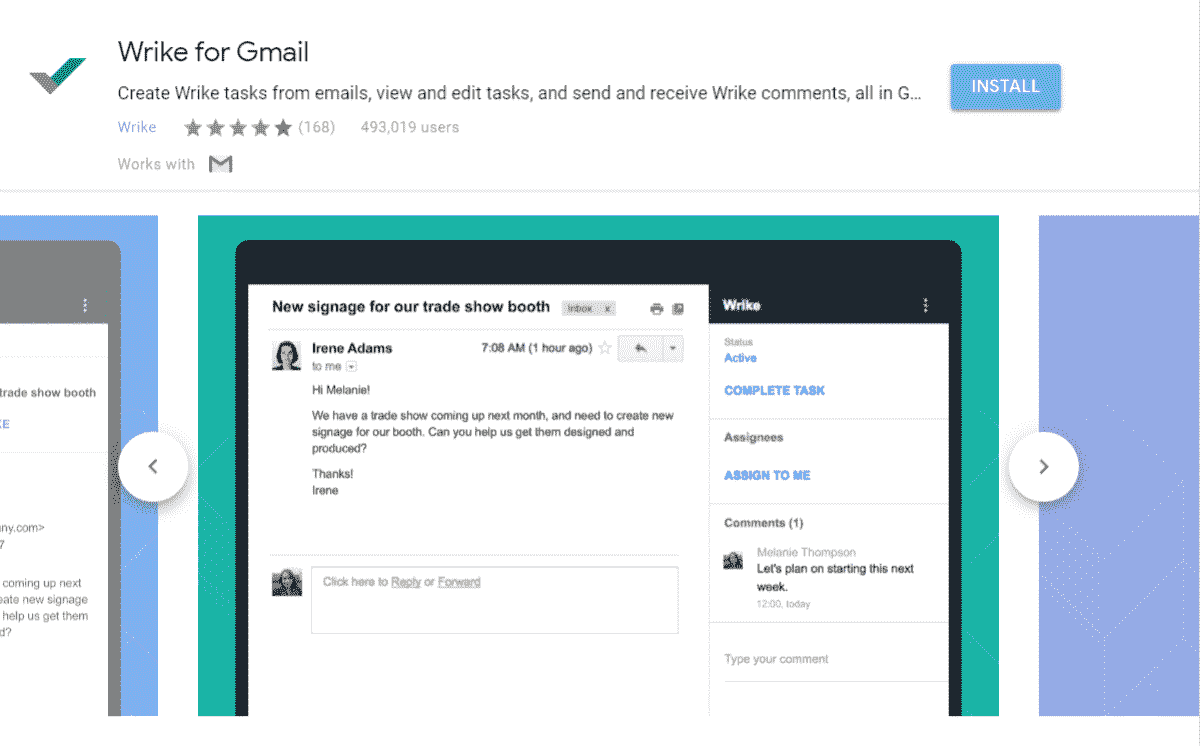 Wrike for Gmail
Create Wrike tasks from emails, view and edit tasks, and send and receive Wrike comments, all in G...
INSTALL
Wrike
(168)
493,019 users
Works with
trade show booth
KE
ny.com>
7
coming up next
eate new signage
help us get them
d?
New signage for our trade show booth
Inbox x
Irene Adams
7:08 AM (1 hour ago)
to me
Hi Melanie!
We have a trade show coming up next month, and need to create new
signage for our booth. Can you help us get them designed and
produced?
Thanks!
Irene
Click here to Reply or Forward
Wrike
Status
Active
COMPLETE TASK
Assignees
ASSIGN TO ME
Comments (1)
Melanie Thompson
Let's plan on starting this next
week.
12:00, today
Type your comment